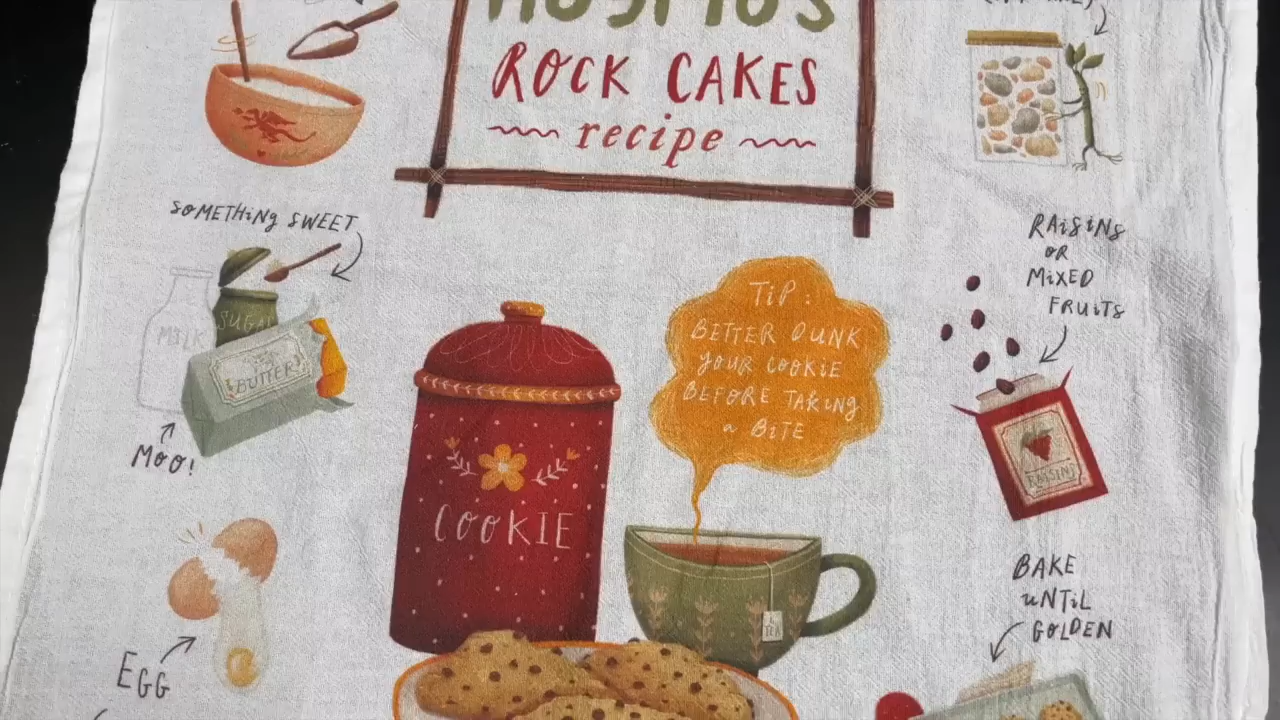 ROCK CAKES
recipe
SOMETHING SWEET
MILK
SUGAR
BUTTER
MOO!
EGG
COOKIE
TIP:
BETTER DUNK
YOUR COOKIE
BEFORE TAKING
a BITE
TEA
RAISINS
OR
MIXED
FRUITS
RAISINS
BAKE
UNTIL
GOLDEN